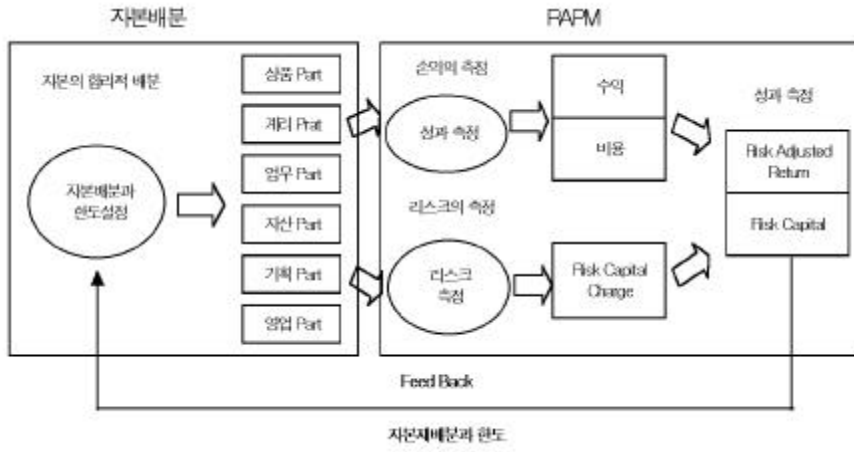 자본배분
RAPM
자본의 합리적 배분
상품 Part
계리 Prat
업무 Part
자산 Part
기획 Part
영업 Part
자본배분과
한도설정
손익의 측정
성과 측정
수익
비용
리스크의 측정
리스크
측정
Risk Capital
Charge
성과 측정
Risk Adjusted
Return
Risk Capital
Feed Back
자본재배분과 한도